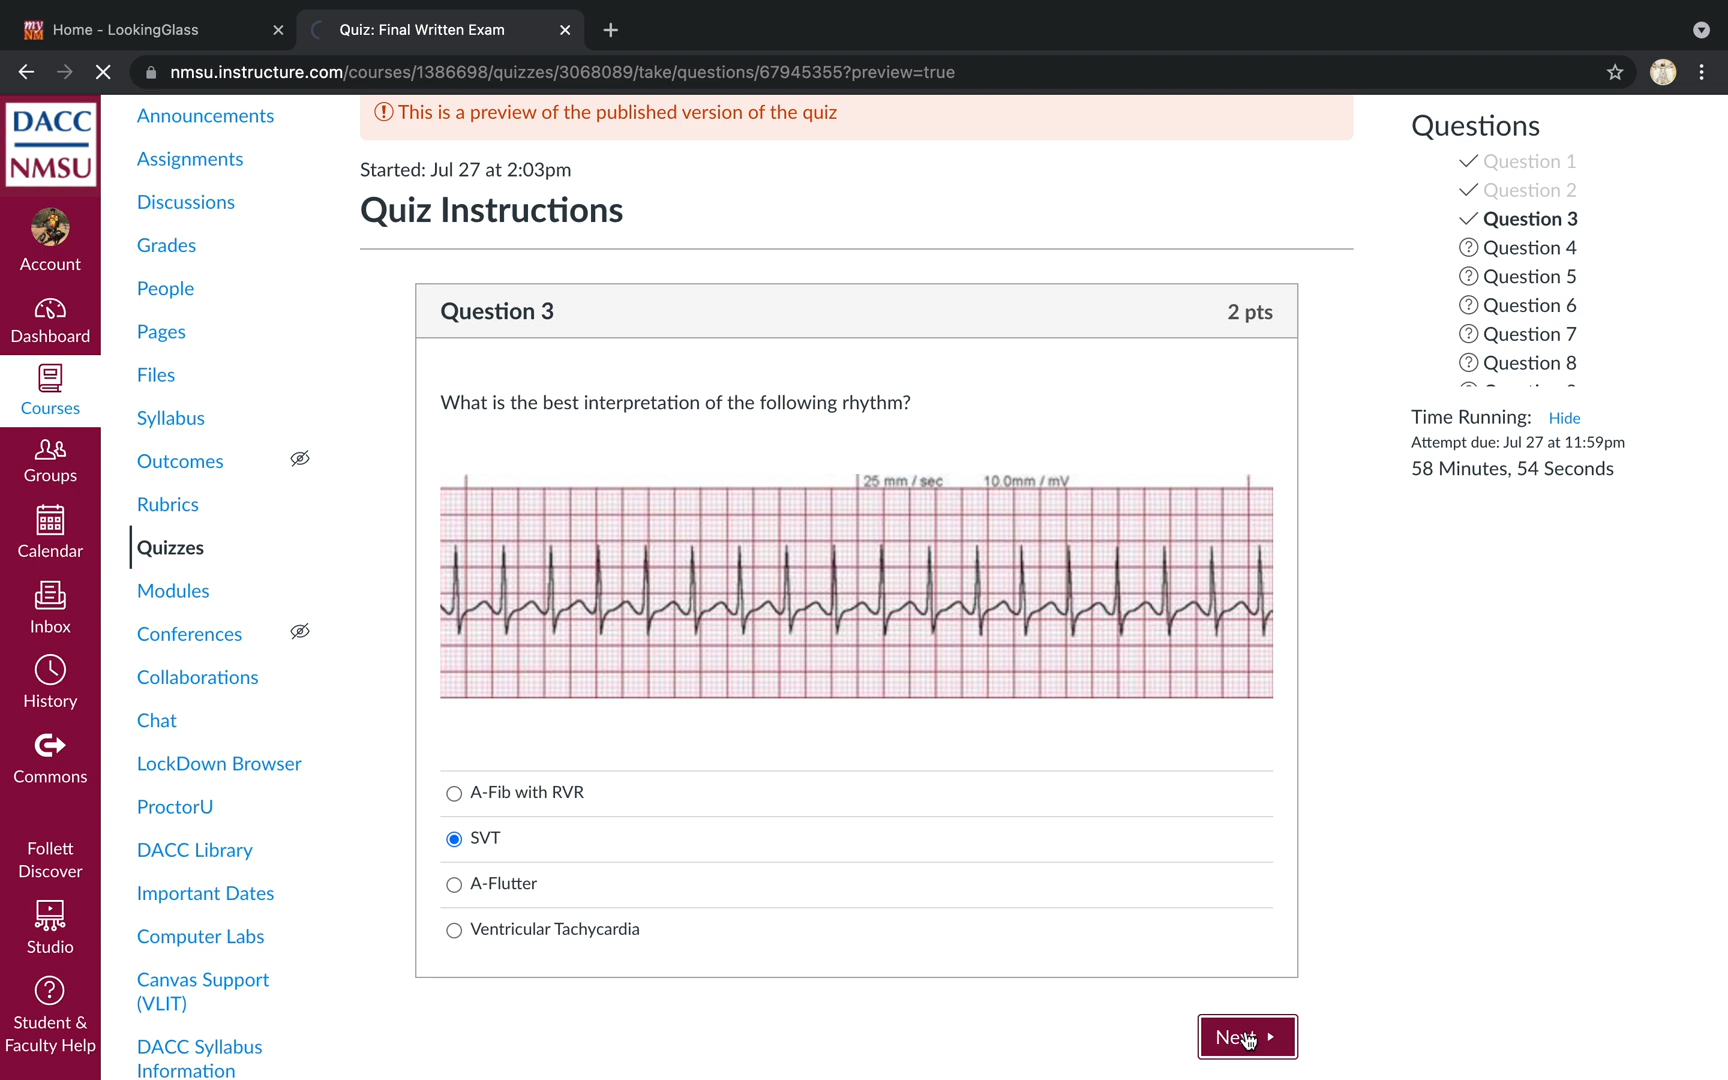 Home - LookingGlass
Quiz: Final Written Exam
nmsu.instructure.com/courses/1386698/quizzes/3068089/take/questions/67945355?preview=true
DACC
NMSU
Account
Dashboard
Courses
Groups
Calendar
Inbox
History
Commons
Follett
Discover
Studio
Student &
Faculty Help
Announcements
Assignments
Discussions
Grades
People
Pages
Files
Syllabus
Outcomes
Rubrics
Quizzes
Modules
Conferences
Collaborations
Chat
LockDown Browser
ProctorU
DACC Library
Important Dates
Computer Labs
Canvas Support
(VLIT)
DACC Syllabus
Information
This is a preview of the published version of the quiz
Started: Jul 27 at 2:03pm
Quiz Instructions
Question 3
2 pts
What is the best interpretation of the following rhythm?
25 mm / sec 10.0mm / mV
A-Fib with RVR
SVT
A-Flutter
Ventricular Tachycardia
Next
Questions
Question 1
Question 2
Question 3
Question 4
Question 5
Question 6
Question 7
Question 8
Time Running: Hide
Attempt due: Jul 27 at 11:59pm
58 Minutes, 54 Seconds